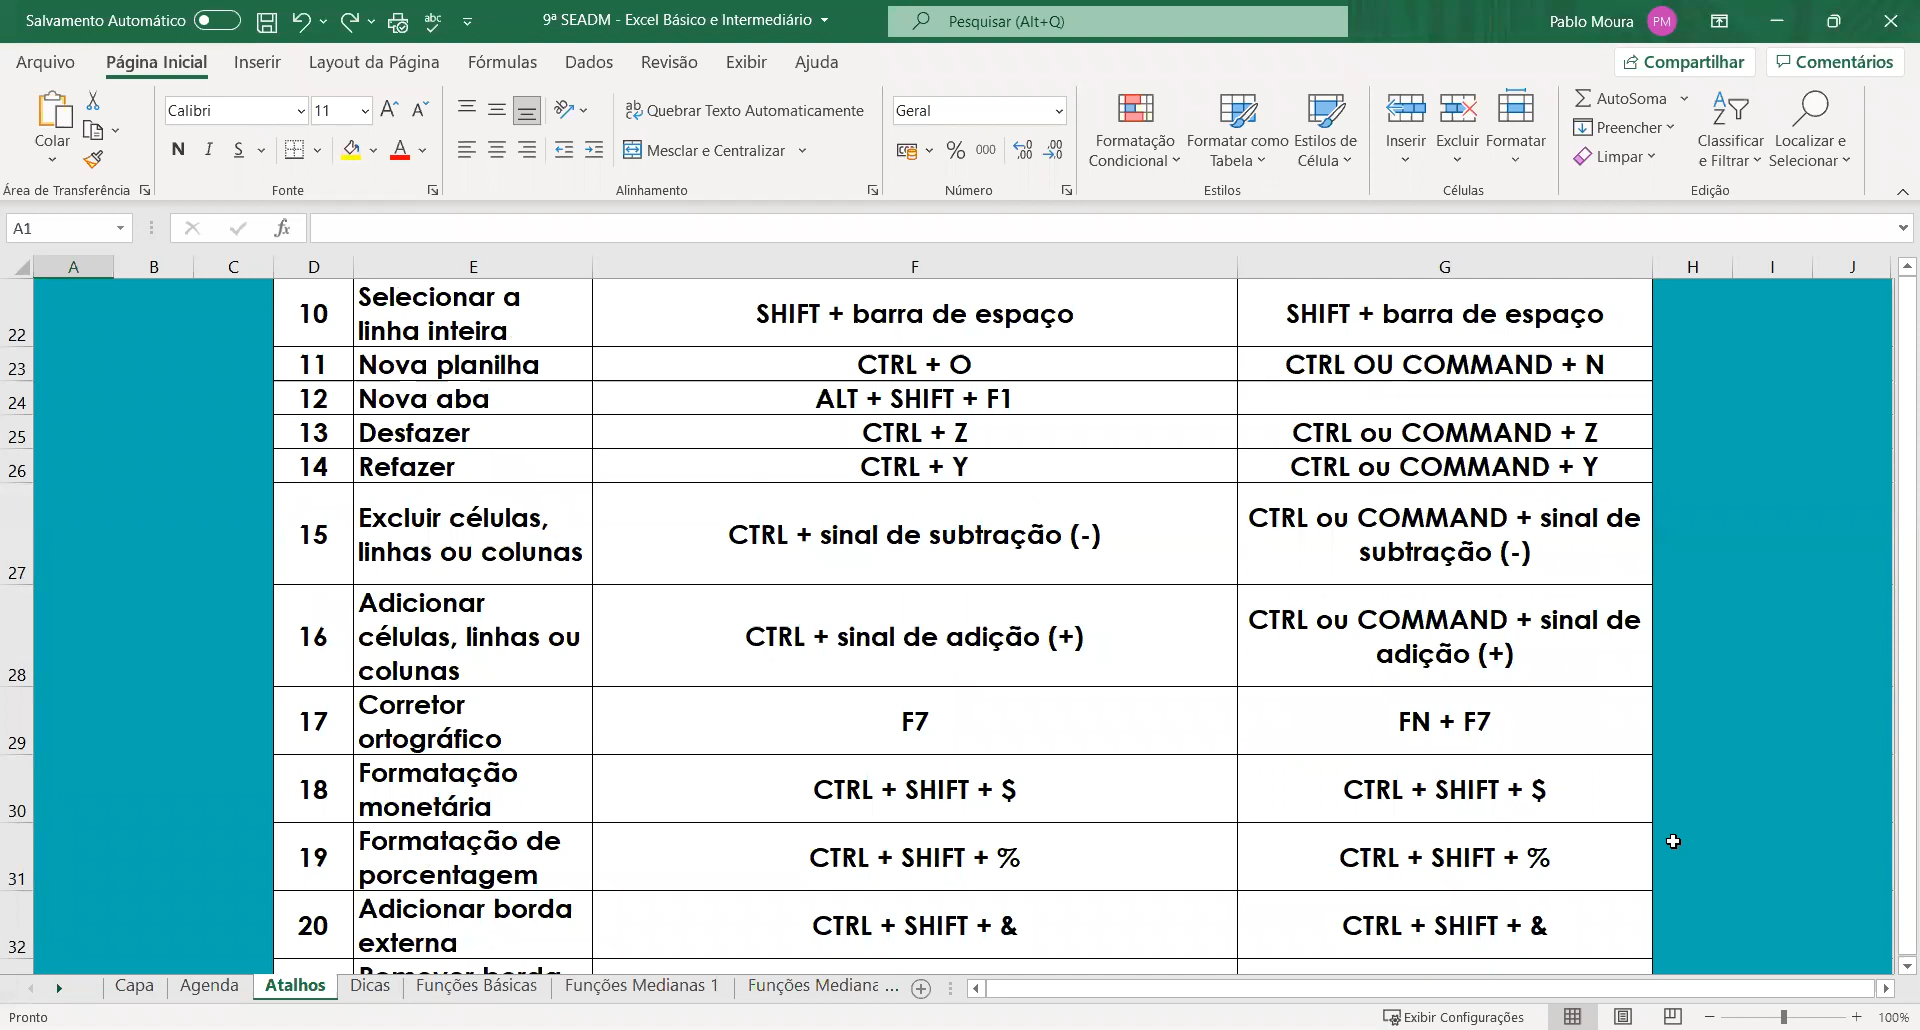 Salvamento Automático
abc
9ª SEADM - Excel Básico e Intermediário
Pesquisar (Alt+Q)
Pablo Moura
PM
Arquivo
Página Inicial
Inserir
Layout da Página
Fórmulas
Dados
Revisão
Exibir
Ajuda
Compartilhar
Comentários
Colar
Área de Transferência
Calibri
11
N
I
S
A
Fonte
Quebrar Texto Automaticamente
Mesclar e Centralizar
Alinhamento
Geral
%
000
Número
Formatação
Condicional
Formatar como
Tabela
Estilos de
Célula
Estilos
Inserir
Excluir
Formatar
Células
AutoSoma
Preencher
Limpar
Classificar
e Filtrar
Localizar e
Selecionar
Edição
A1
fx
A B C D E F G H I J
22
10
Selecionar a
linha inteira
SHIFT + barra de espaço
SHIFT + barra de espaço
23
11
Nova planilha
CTRL + O
CTRL OU COMMAND + N
24
12
Nova aba
ALT + SHIFT + F1
25
13
Desfazer
CTRL + Z
CTRL ou COMMAND + Z
26
14
Refazer
CTRL + Y
CTRL ou COMMAND + Y
27
15
Excluir células,
linhas ou colunas
CTRL + sinal de subtração (-)
CTRL ou COMMAND + sinal de
subtração (-)
28
16
Adicionar
células, linhas ou
colunas
CTRL + sinal de adição (+)
CTRL ou COMMAND + sinal de
adição (+)
29
17
Corretor
ortográfico
F7
FN + F7
30
18
Formatação
monetária
CTRL + SHIFT + $
CTRL + SHIFT + $
31
19
Formatação de
porcentagem
CTRL + SHIFT + %
CTRL + SHIFT + %
32
20
Adicionar borda
externa
CTRL + SHIFT + &
CTRL + SHIFT + &
Remover borda
Capa
Agenda
Atalhos
Dicas
Funções Básicas
Funções Medianas 1
Funções Mediana ...
Pronto
Exibir Configurações
100%